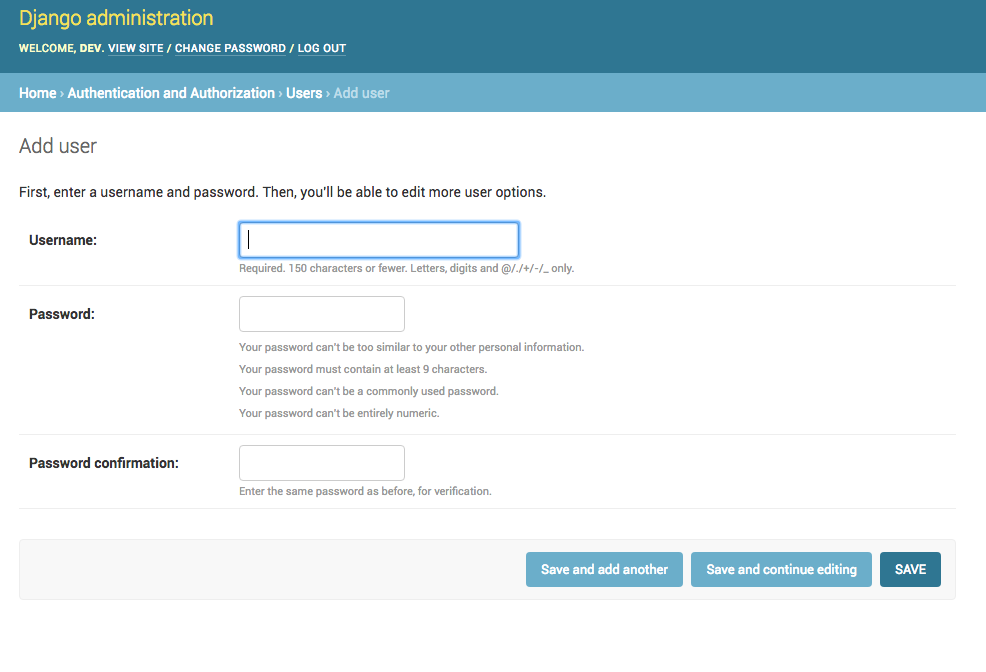 Django administration
WELCOME, DEV. VIEW SITE / CHANGE PASSWORD / LOG OUT
Home › Authentication and Authorization › Users › Add user
Add user
First, enter a username and password. Then, you'll be able to edit more user options.
Username:
Required. 150 characters or fewer. Letters, digits and @/./+/-/_ only.
Password:
Your password can't be too similar to your other personal information.
Your password must contain at least 9 characters.
Your password can't be a commonly used password.
Your password can't be entirely numeric.
Password confirmation:
Enter the same password as before, for verification.
Save and add another Save and continue editing SAVE